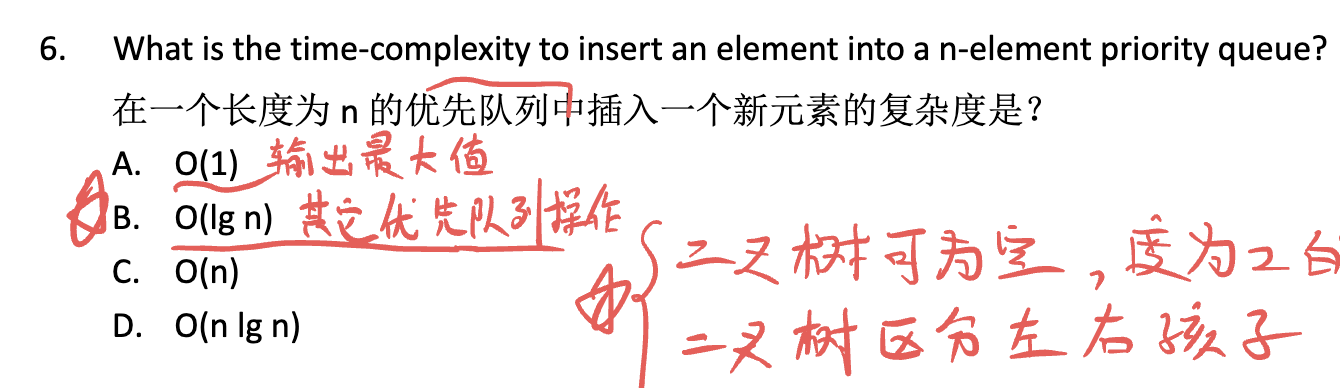 6. What is the time-complexity to insert an element into a n-element priority queue?
在一个长度为 n 的优先队列中插入一个新元素的复杂度是？
A. O(1) 输出最大值
B. O(lg n) 其它优先队列操作
二叉树可为空，度为2
C. O(n)
D. O(n lg n)
二叉树区分左右孩子